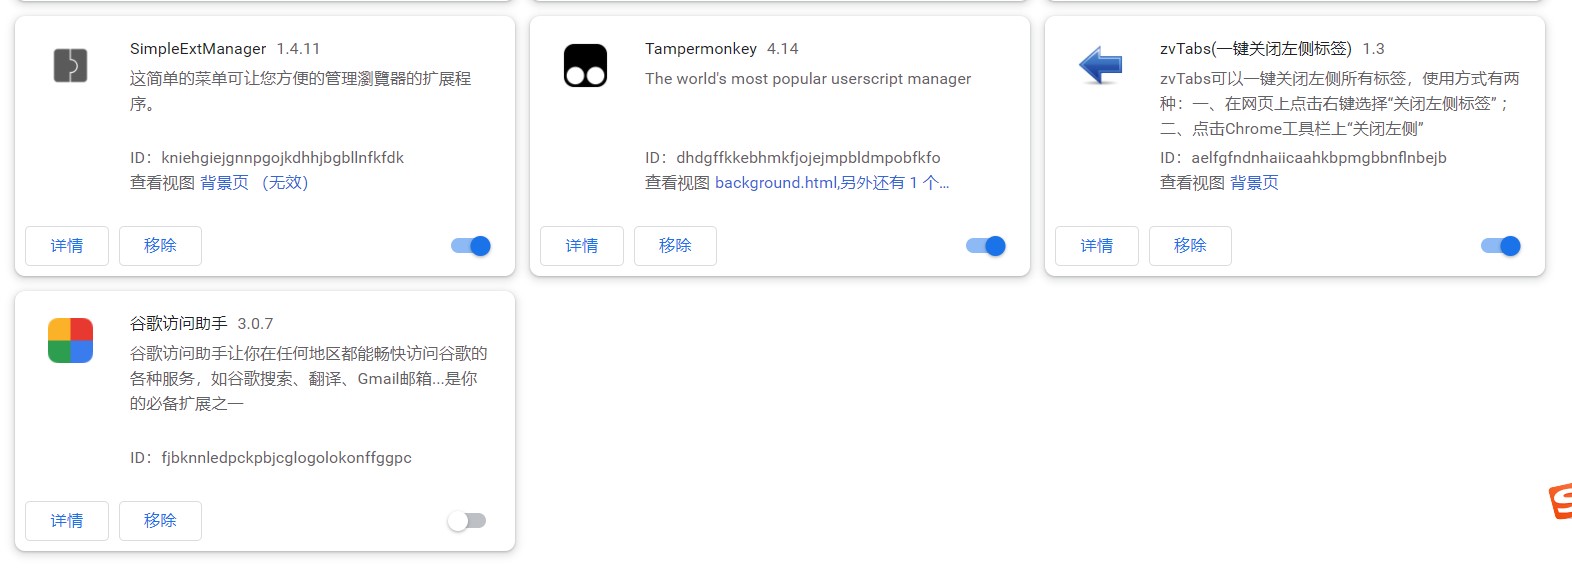 SimpleExtManager 1.4.11
这简单的菜单可让您方便的管理瀏覽器的扩展程
序。
ID：kniehgiejgnnpgojkdhhjbgbllnfkfdk
查看视图 背景页 （无效）
详情 移除
Tampermonkey 4.14
The world's most popular userscript manager
ID：dhdgffkkebhmkfjojejmpbldmpobfkfo
查看视图 background.html,另外还有 1 个...
详情 移除
zvTabs(一键关闭左侧标签) 1.3
zvTabs可以一键关闭左侧所有标签，使用方式有两
种：一、在网页上点击右键选择“关闭左侧标签”；
二、点击Chrome工具栏上“关闭左侧”
ID：aelfgfndnhaiicaahkbpmgbbnflnbejb
查看视图 背景页
详情 移除
谷歌访问助手 3.0.7
谷歌访问助手让你在任何地区都能畅快访问谷歌的
各种服务，如谷歌搜索、翻译、Gmail邮箱...是你
的必备扩展之一
ID：fjbknnledpckpbjcglogolokonffggpc
详情 移除